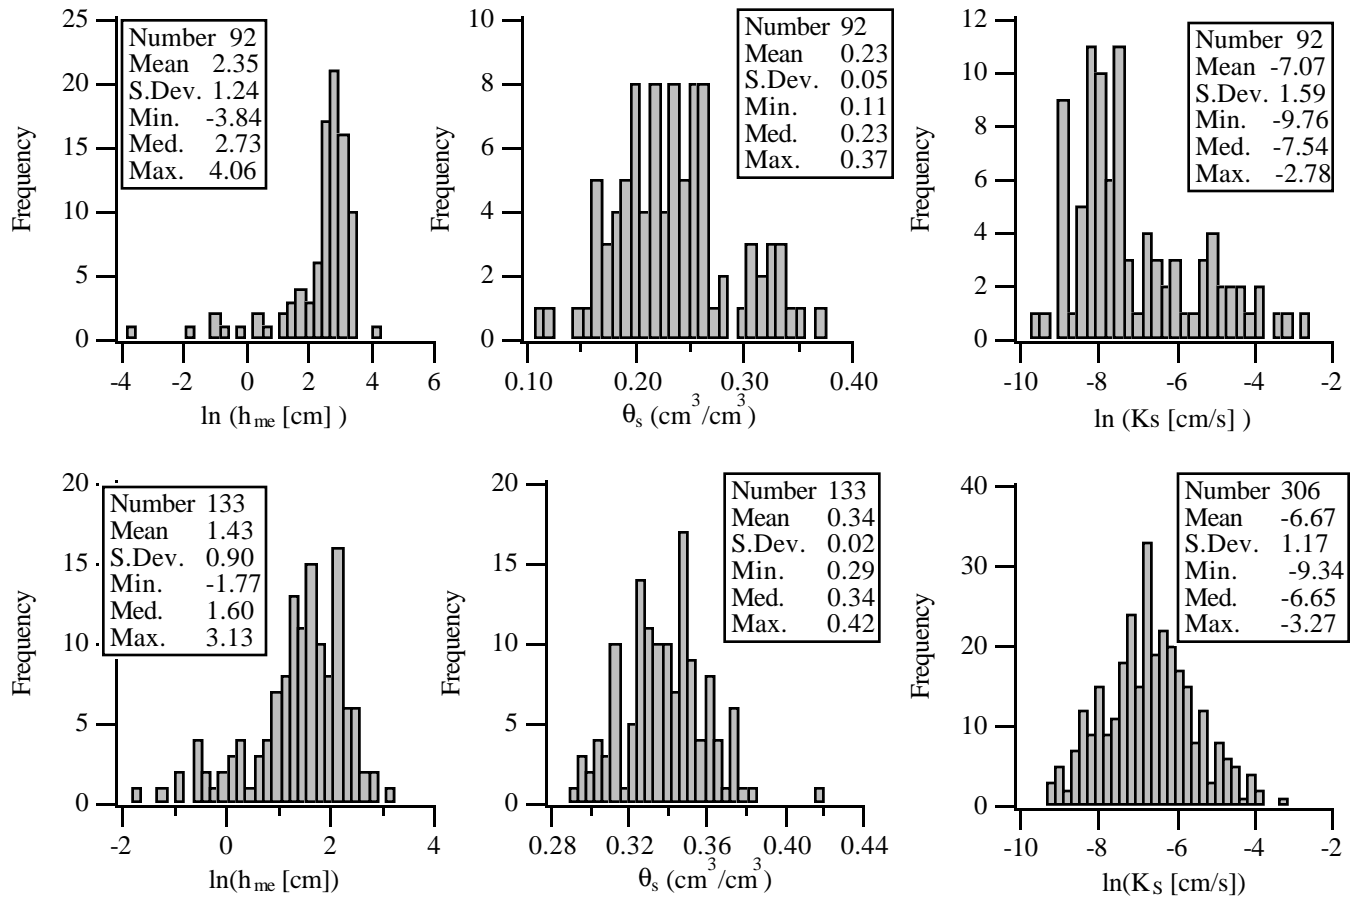 25
20
15
10
5
0
Frequency
Number 92
Mean 2.35
S.Dev. 1.24
Min. -3.84
Med. 2.73
Max. 4.06
-4 -2 0 2 4 6
ln (h me [cm] )
10
8
6
4
2
0
Frequency
Number 92
Mean 0.23
S.Dev. 0.05
Min. 0.11
Med. 0.23
Max. 0.37
0.10 0.20 0.30 0.40
θs (cm3/cm3)
12
10
8
6
4
2
0
Frequency
Number 92
Mean -7.07
S.Dev. 1.59
Min. -9.76
Med. -7.54
Max. -2.78
-10 -8 -6 -4 -2
ln (Ks [cm/s] )
20
15
10
5
0
Frequency
Number 133
Mean 1.43
S.Dev. 0.90
Min. -1.77
Med. 1.60
Max. 3.13
-2 0 2 4
ln(h me [cm])
20
15
10
5
0
Frequency
Number 133
Mean 0.34
S.Dev. 0.02
Min. 0.29
Med. 0.34
Max. 0.42
0.28 0.32 0.36 0.40 0.44
θs (cm3/cm3)
40
30
20
10
0
Frequency
Number 306
Mean -6.67
S.Dev. 1.17
Min. -9.34
Med. -6.65
Max. -3.27
-10 -8 -6 -4 -2
ln(KS [cm/s])